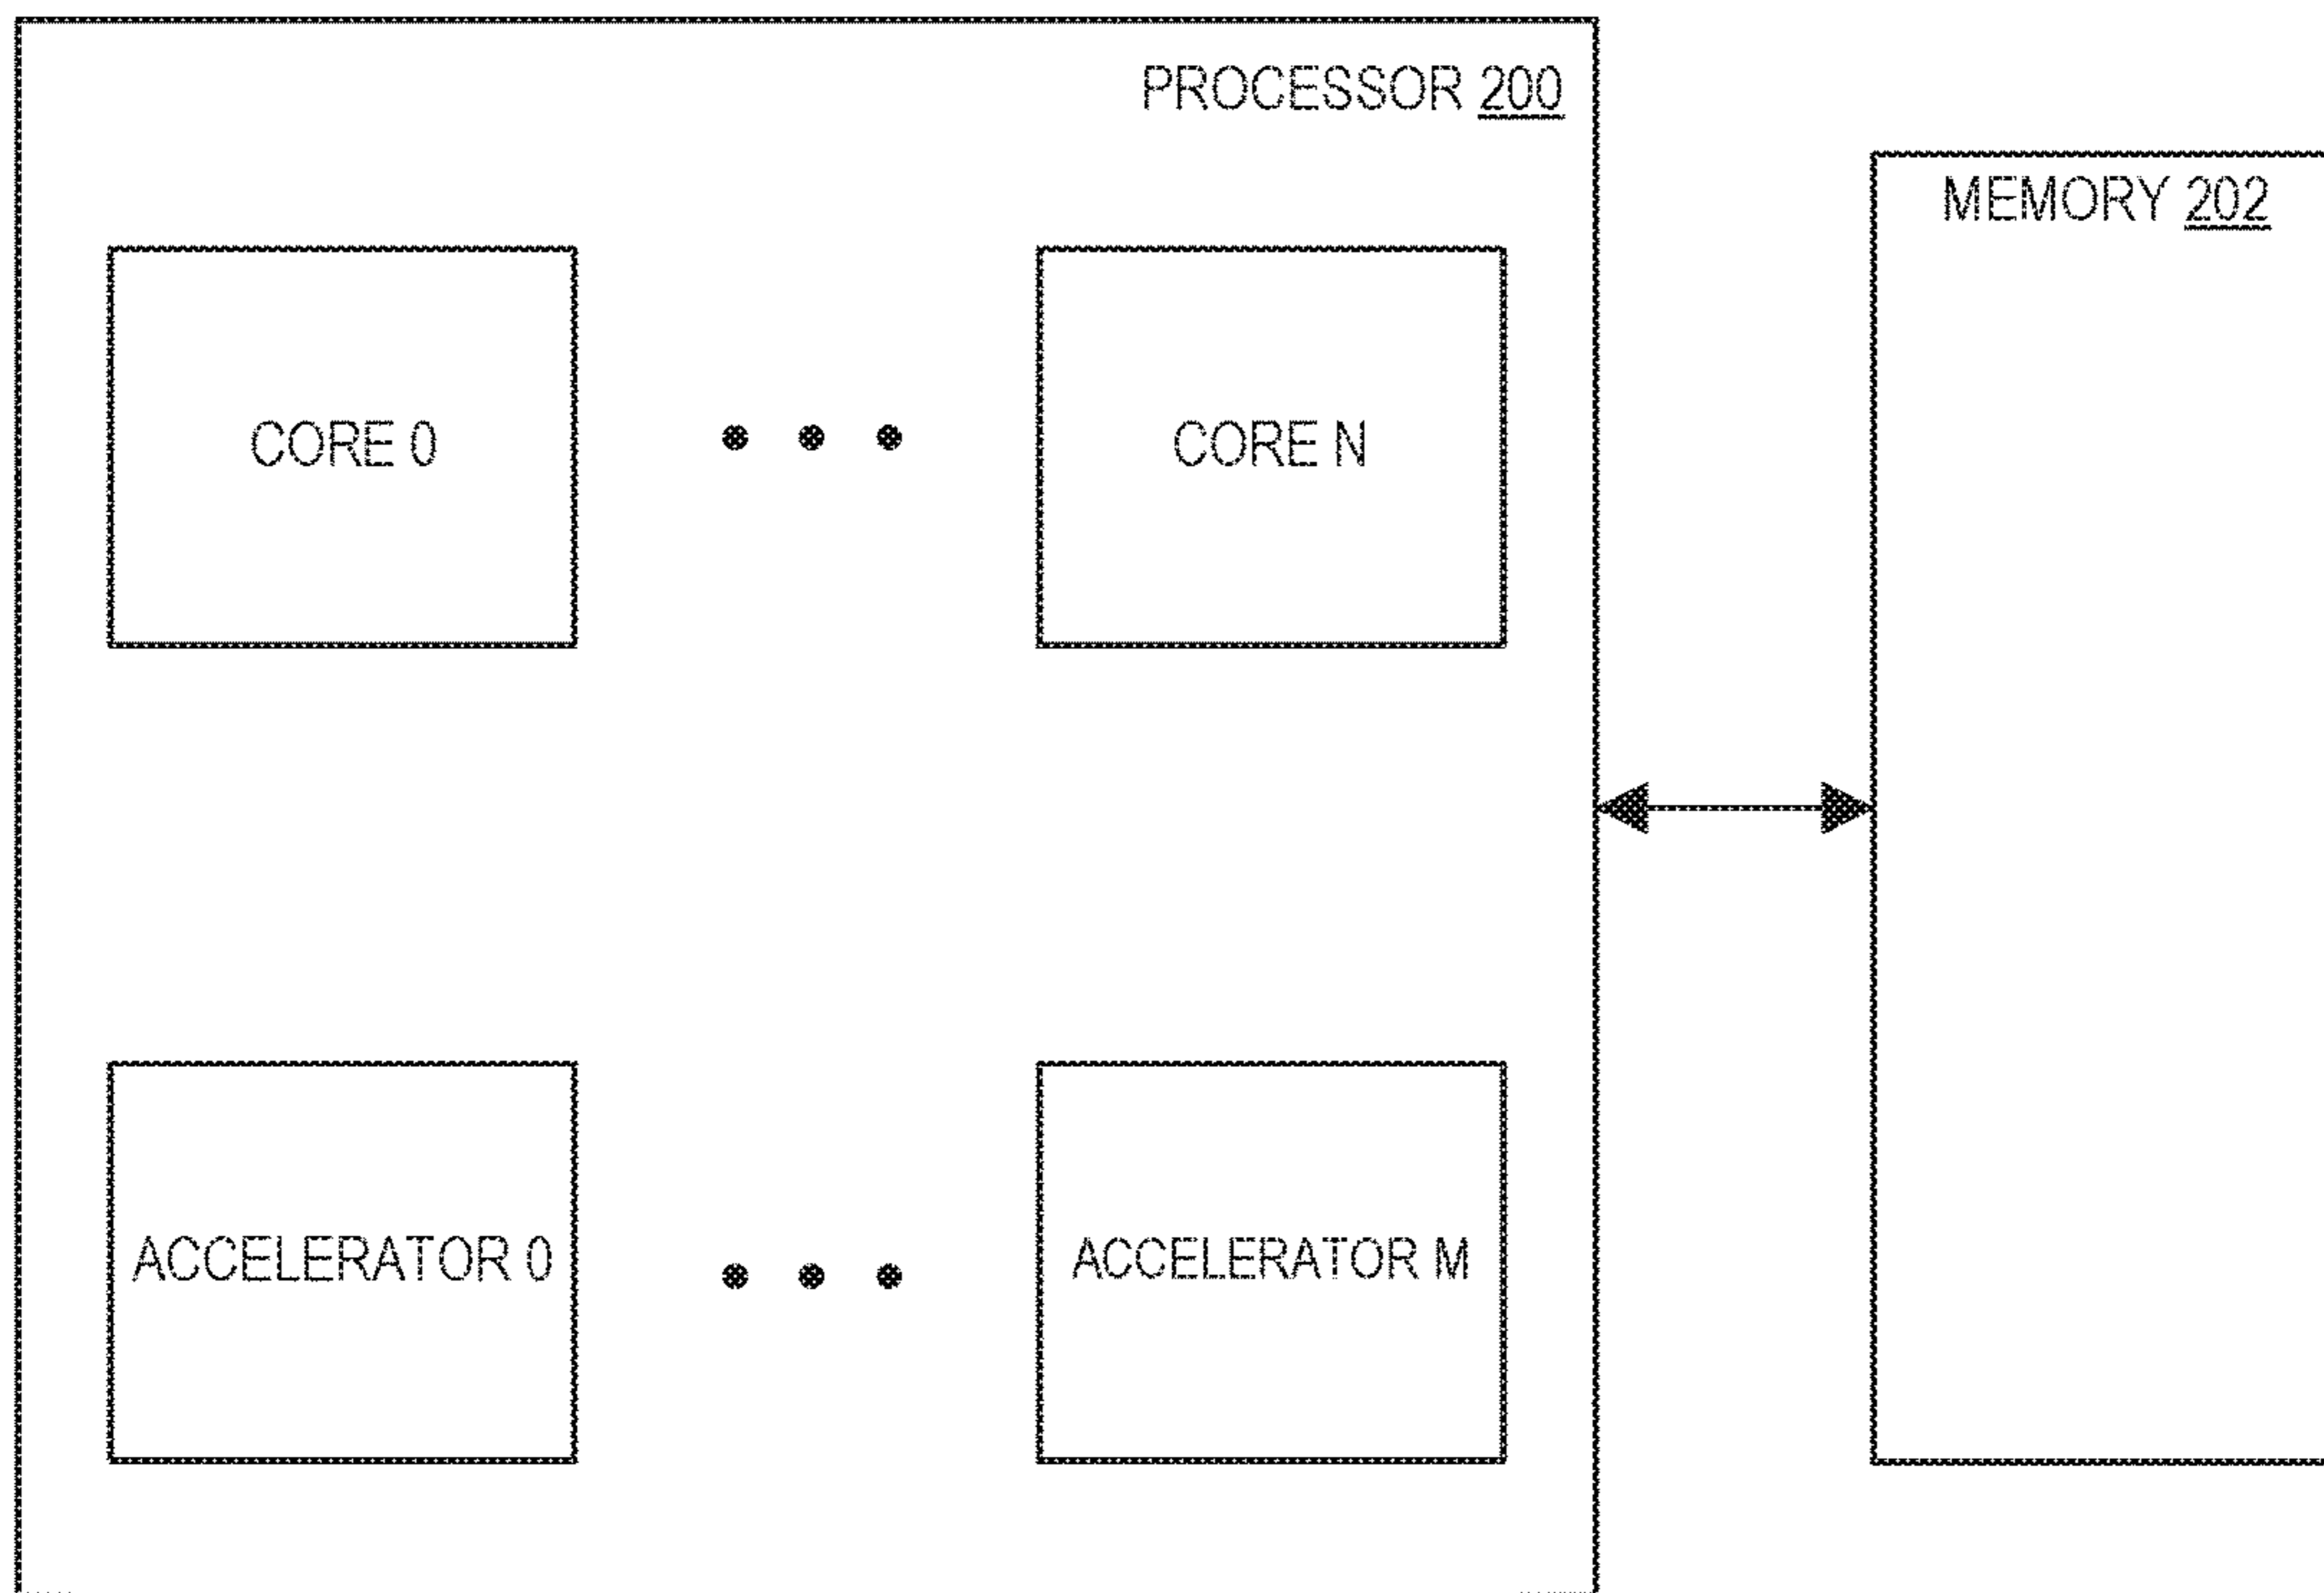 PROCESSOR 200
MEMORY 202
CORE 0
CORE N
ACCELERATOR 0
ACCELERATOR M